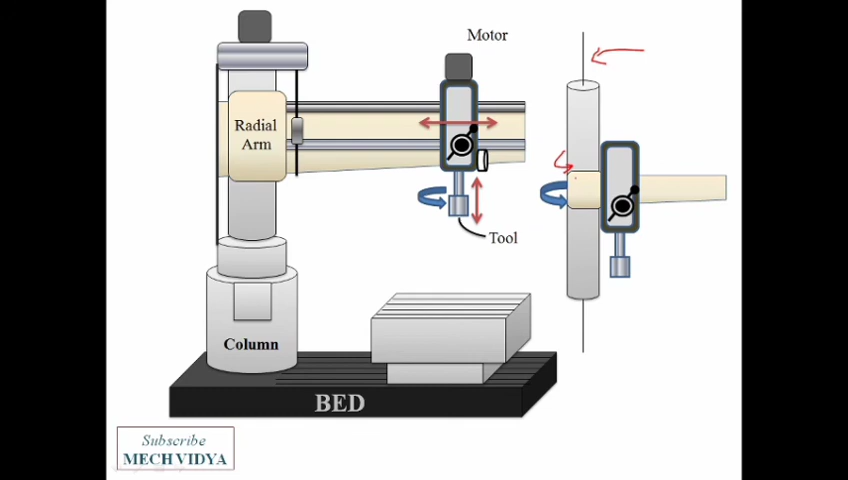 Motor
Radial
Arm
Tool
Column
BED
Subscribe
MECH VIDYA